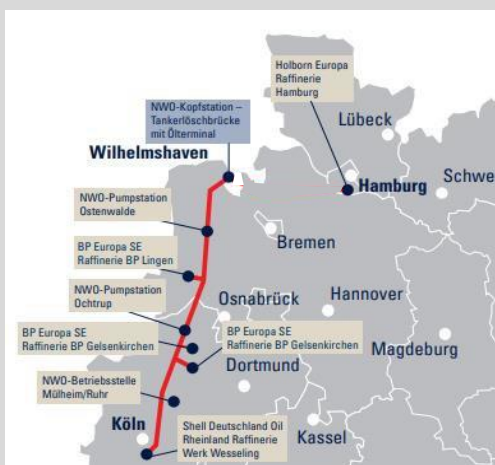 Holborn Europa
Raffinerie
Hamburg
NWO-Kopfstation –
Tankerlöschbrücke
mit Ölterminal
Lübeck
Wilhelmshaven
Schwe
Hamburg
NWO-Pumpstation
Ostenwalde
Bremen
BP Europa SE
Raffinerie BP Lingen
NWO-Pumpstation
Ochtrup
Osnabrück
Hannover
BP Europa SE
Raffinerie BP Gelsenkirchen
BP Europa SE
Raffinerie BP Gelsenkirchen
Magdeburg
Dortmund
NWO-Betriebsstelle
Mülheim/Ruhr
Köln
Shell Deutschland Oil
Rheinland Raffinerie
Werk Wesseling
Kassel